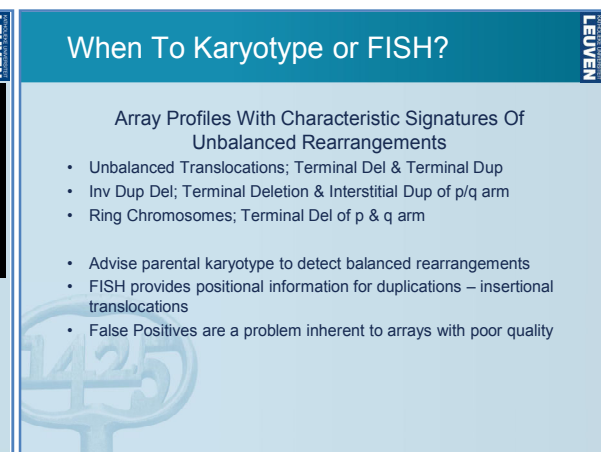 When To Karyotype or FISH?
LEUVEN
Array Profiles With Characteristic Signatures Of
Unbalanced Rearrangements
• Unbalanced Translocations; Terminal Del & Terminal Dup
• Inv Dup Del; Terminal Deletion & Interstitial Dup of p/q arm
• Ring Chromosomes; Terminal Del of p & q arm
• Advise parental karyotype to detect balanced rearrangements
• FISH provides positional information for duplications – insertional
translocations
• False Positives are a problem inherent to arrays with poor quality
1425